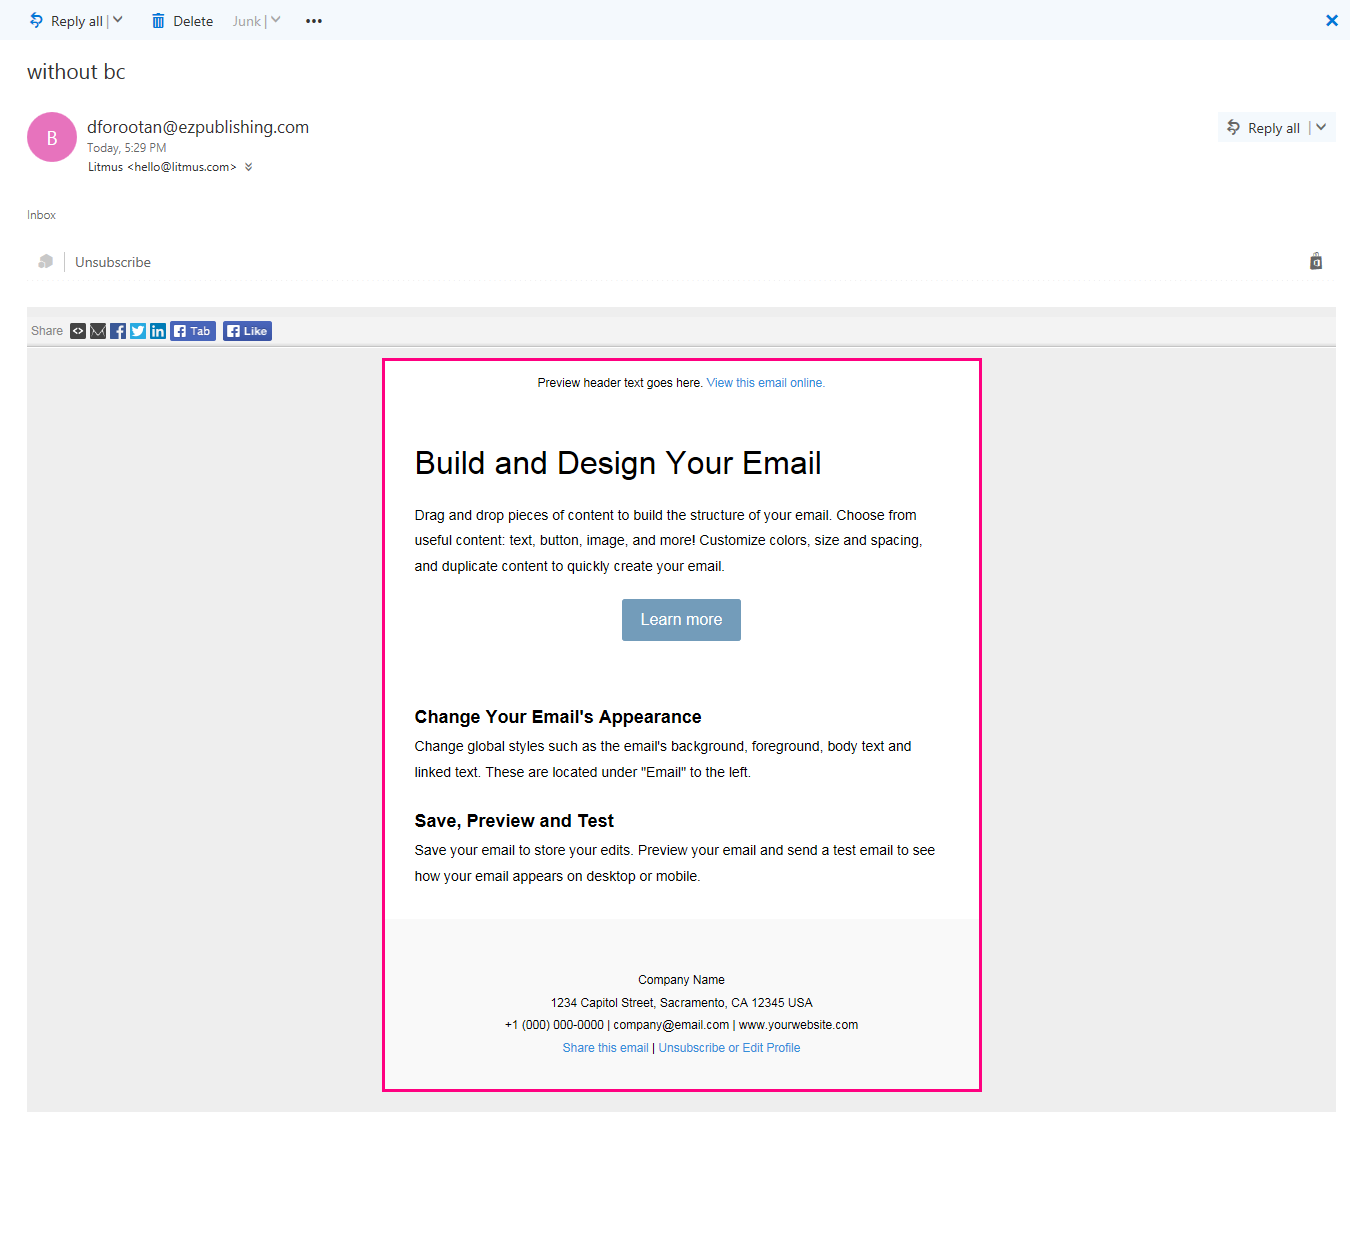 Reply all
Delete
Junk
without bc
B
dforootan@ezpublishing.com
Today, 5:29 PM
Litmus <hello@litmus.com>
Reply all
Inbox
Unsubscribe
Share Tab Like
Preview header text goes here. View this email online.
Build and Design Your Email
Drag and drop pieces of content to build the structure of your email. Choose from
useful content: text, button, image, and more! Customize colors, size and spacing,
and duplicate content to quickly create your email.
Learn more
Change Your Email's Appearance
Change global styles such as the email's background, foreground, body text and
linked text. These are located under "Email" to the left.
Save, Preview and Test
Save your email to store your edits. Preview your email and send a test email to see
how your email appears on desktop or mobile.
Company Name
1234 Capitol Street, Sacramento, CA 12345 USA
+1 (000) 000-0000 | company@email.com | www.yourwebsite.com
Share this email | Unsubscribe or Edit Profile